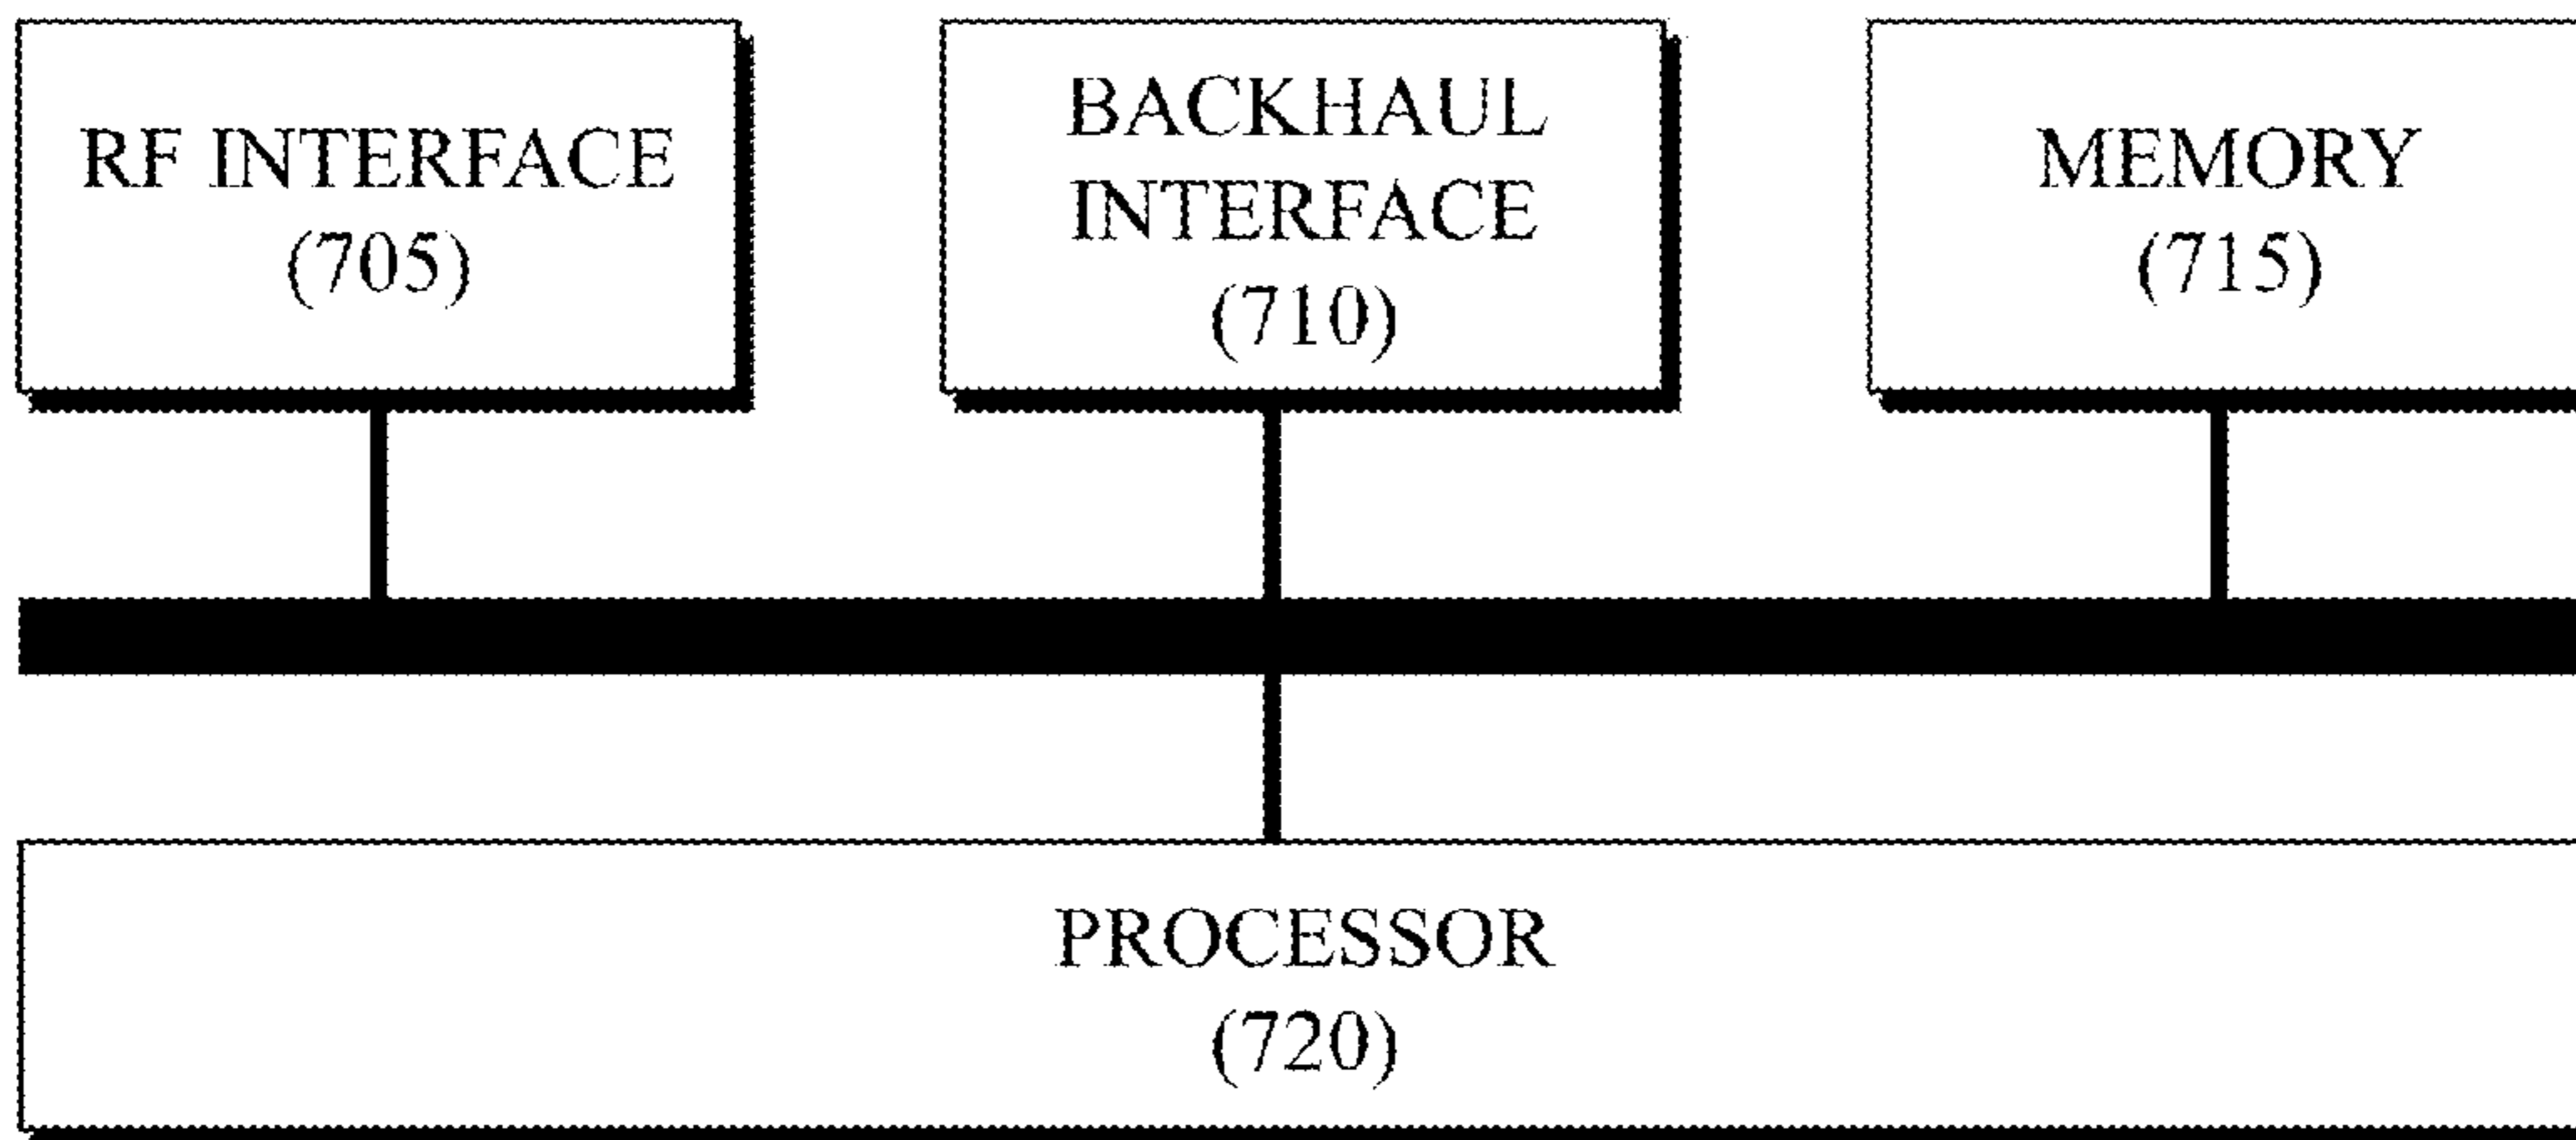 RF INTERFACE
(705)
BACKHAUL
INTERFACE
(710)
MEMORY
(715)
PROCESSOR
(720)